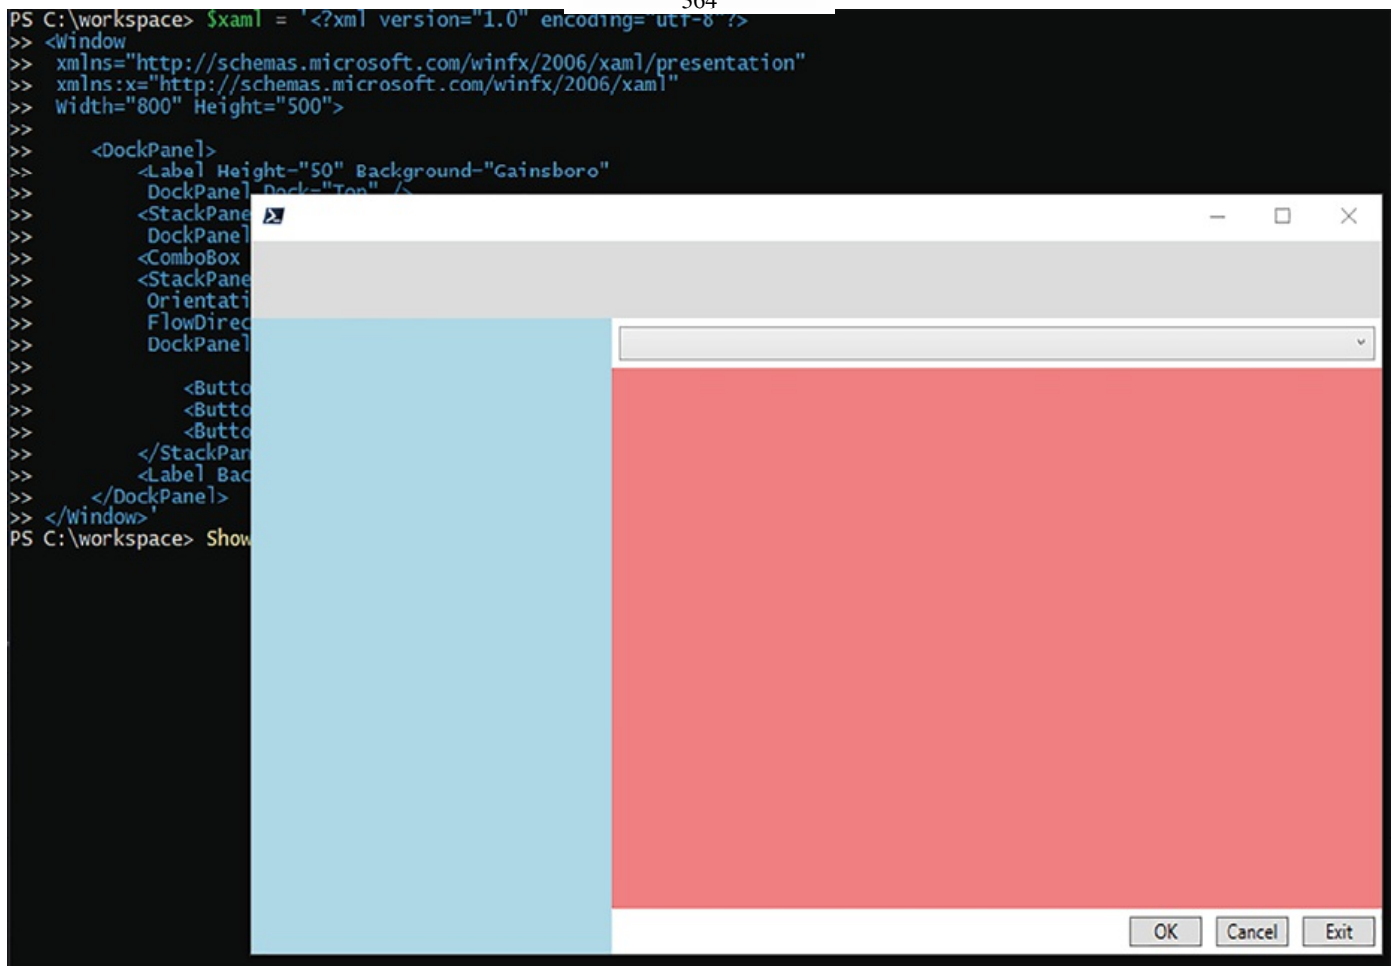 564
PS C:\workspace> $xaml = '<?xml version="1.0" encoding="utf-8"?>
>> <Window
>> xmlns="http://schemas.microsoft.com/winfx/2006/xaml/presentation"
>> xmlns:x="http://schemas.microsoft.com/winfx/2006/xaml"
>> Width="800" Height="500">
>>
>> <DockPanel>
>> <Label Height="50" Background="Gainsboro"
>> DockPanel.Dock="Top" />
>> <StackPane
>> DockPanel
>> <ComboBox
>> <StackPane
>> Orientati
>> FlowDirec
>> DockPanel
>>
>> <Butto
>> <Butto
>> <Butto
>> </StackPan
>> <Label Bac
>> </DockPanel>
>> </Window>'
PS C:\workspace> Show
OK Cancel Exit